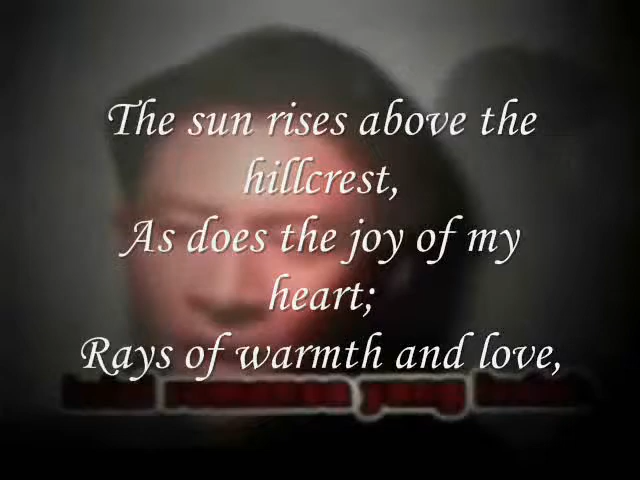 The sun rises above the
hillcrest,
As does the joy of my
heart;
Rays of warmth and love,